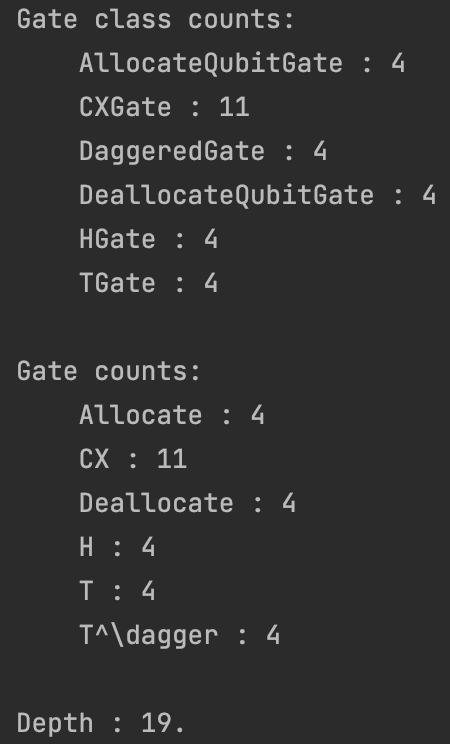 Gate class counts:
AllocateQubitGate : 4
CXGate : 11
DaggeredGate : 4
DeallocateQubitGate : 4
HGate : 4
TGate : 4
Gate counts:
Allocate : 4
CX : 11
Deallocate : 4
H : 4
T : 4
T^\dagger : 4
Depth : 19.